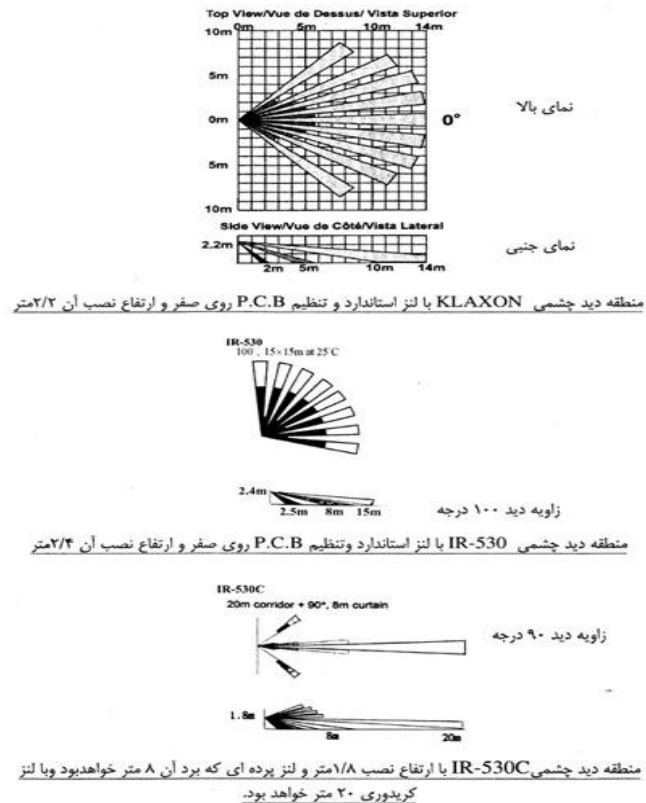 Top View/Vue de Dessus/ Vista Superior
0m 5m 10m 14m
10m
5m
نمای بالا
0m
0°
5m
10m
Side View/Vue de Côté/Vista Lateral
2.2m
نمای جنبی
2m 5m 10m 14m
منطقه دید چشمی KLAXON با لنز استاندارد و تنظیم P.C.B روی صفر و ارتفاع نصب آن ۲/۲متر
IR-530
100°, 15×15m at 25°C
2.4m
2.5m 8m 15m
زاویه دید ۱۰۰ درجه
منطقه دید چشمی IR-530 با لنز استاندارد وتنظیم P.C.B روی صفر و ارتفاع نصب آن ۲/۴متر
IR-530C
20m corridor + 90°, 8m curtain
زاویه دید ۹۰ درجه
1.8m
8m 20m
منطقه دید چشمیIR-530C با ارتفاع نصب ۱/۸متر و لنز پرده ای که برد آن ۸ متر خواهدبود وبا لنز
کریدوری ۲۰ متر خواهد بود.